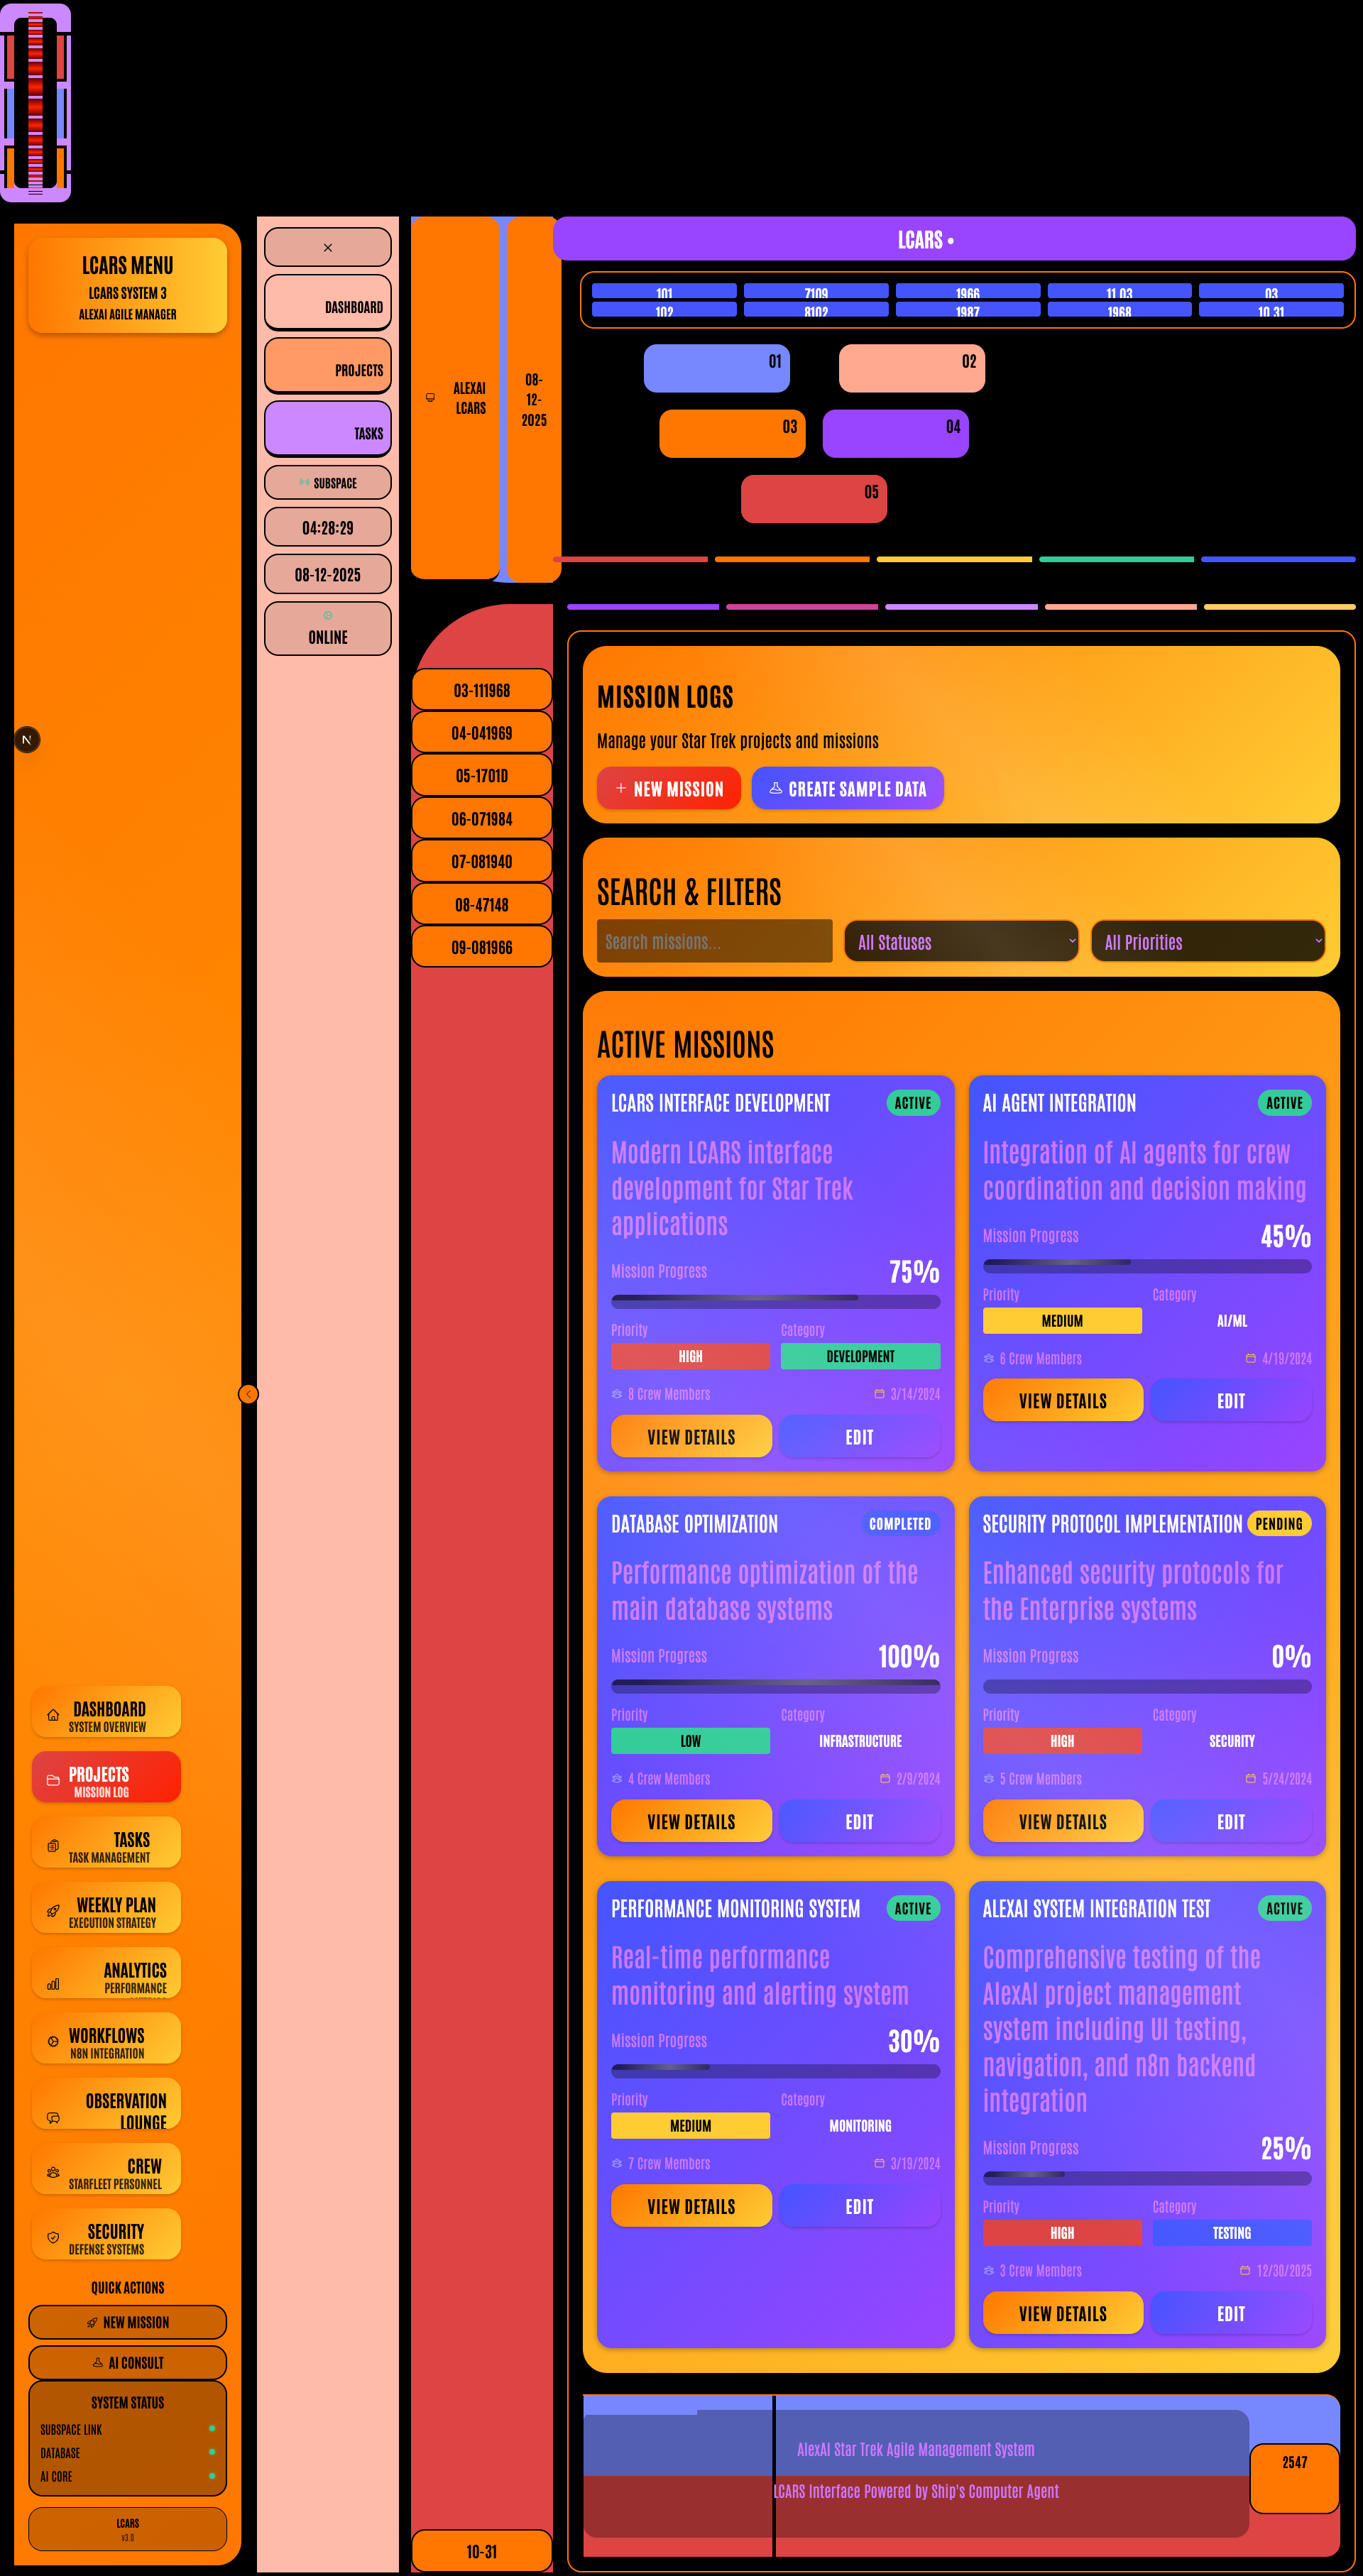 LCARS MENU
LCARS SYSTEM 3
ALEXAI AGILE MANAGER
DASHBOARD
PROJECTS
TASKS
SUBSPACE
04:28:29
08-12-2025
ONLINE
ALEXAI
LCARS
08-
12-
2025
LCARS •
101 7109 1966 11 03 03
102 8102 1987 1968 10 31
01 02
03 04
05
03-111968
04-041969
05-1701D
06-071984
07-081940
08-47148
09-081966
10-31
N
MISSION LOGS
Manage your Star Trek projects and missions
NEW MISSION CREATE SAMPLE DATA
SEARCH & FILTERS
Search missions... All Statuses All Priorities
ACTIVE MISSIONS
LCARS INTERFACE DEVELOPMENT ACTIVE
Modern LCARS interface
development for Star Trek
applications
Mission Progress 75%
Priority Category
HIGH DEVELOPMENT
8 Crew Members 3/14/2024
VIEW DETAILS EDIT
AI AGENT INTEGRATION ACTIVE
Integration of AI agents for crew
coordination and decision making
Mission Progress 45%
Priority Category
MEDIUM AI/ML
6 Crew Members 4/19/2024
VIEW DETAILS EDIT
DATABASE OPTIMIZATION COMPLETED
Performance optimization of the
main database systems
Mission Progress 100%
Priority Category
LOW INFRASTRUCTURE
4 Crew Members 2/9/2024
VIEW DETAILS EDIT
SECURITY PROTOCOL IMPLEMENTATION PENDING
Enhanced security protocols for
the Enterprise systems
Mission Progress 0%
Priority Category
HIGH SECURITY
5 Crew Members 5/24/2024
VIEW DETAILS EDIT
PERFORMANCE MONITORING SYSTEM ACTIVE
Real-time performance
monitoring and alerting system
Mission Progress 30%
Priority Category
MEDIUM MONITORING
7 Crew Members 3/19/2024
VIEW DETAILS EDIT
ALEXAI SYSTEM INTEGRATION TEST ACTIVE
Comprehensive testing of the
AlexAI project management
system including UI testing,
navigation, and n8n backend
integration
Mission Progress 25%
Priority Category
HIGH TESTING
3 Crew Members 12/30/2025
VIEW DETAILS EDIT
DASHBOARD
SYSTEM OVERVIEW
PROJECTS
MISSION LOG
TASKS
TASK MANAGEMENT
WEEKLY PLAN
EXECUTION STRATEGY
ANALYTICS
PERFORMANCE
WORKFLOWS
N8N INTEGRATION
OBSERVATION
LOUNGE
CREW
STARFLEET PERSONNEL
SECURITY
DEFENSE SYSTEMS
QUICK ACTIONS
NEW MISSION
AI CONSULT
SYSTEM STATUS
SUBSPACE LINK
DATABASE
AI CORE
LCARS
v3.0
AlexAI Star Trek Agile Management System
LCARS Interface Powered by Ship's Computer Agent
2547